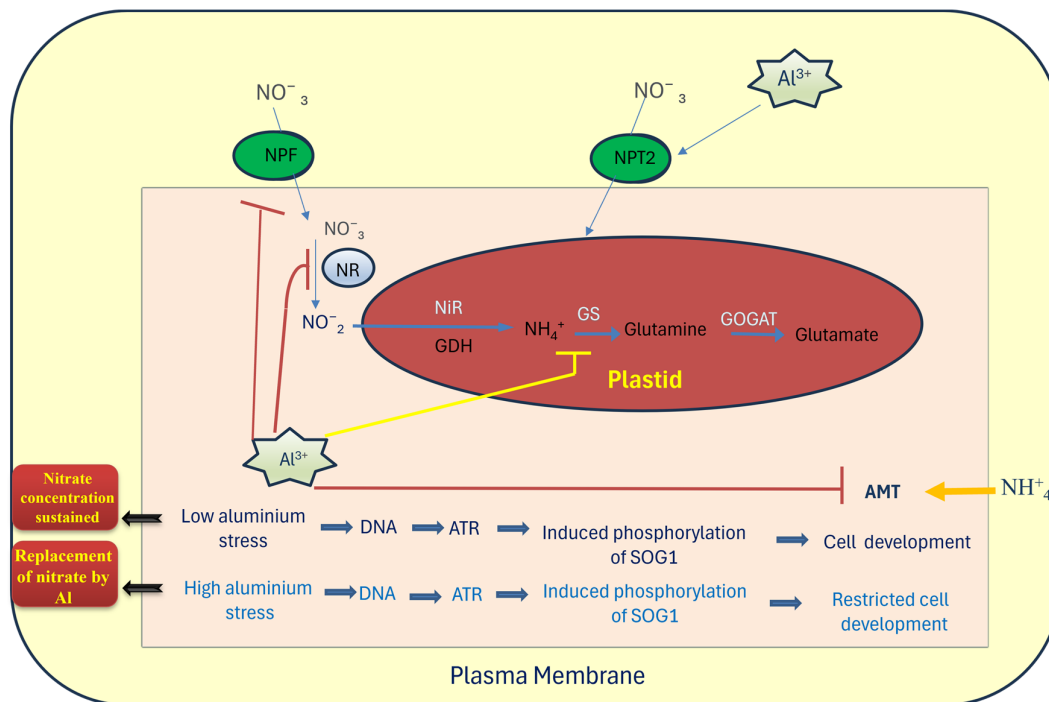 NO⁻₃
NO⁻₃
Al³⁺
NPF
NPT2
NO⁻₃
NR
NO⁻₂
NiR
GDH
NH₄⁺
GS
Glutamine
GOGAT
Glutamate
Plastid
Al³⁺
AMT
NH⁺₄
Nitrate
concentration
sustained
Low aluminium
stress
DNA
ATR
Induced phosphorylation
of SOG1
Cell development
Replacement
of nitrate by
Al
High aluminium
stress
DNA
ATR
Induced phosphorylation
of SOG1
Restricted cell
development
Plasma Membrane